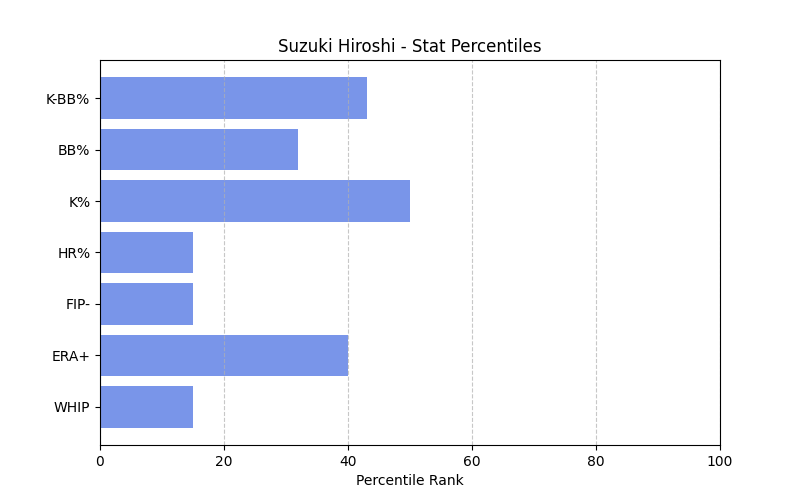 Suzuki Hiroshi - Stat Percentiles
K-BB%
BB%
K%
HR%
FIP-
ERA+
WHIP
0 20 40 60 80 100
Percentile Rank